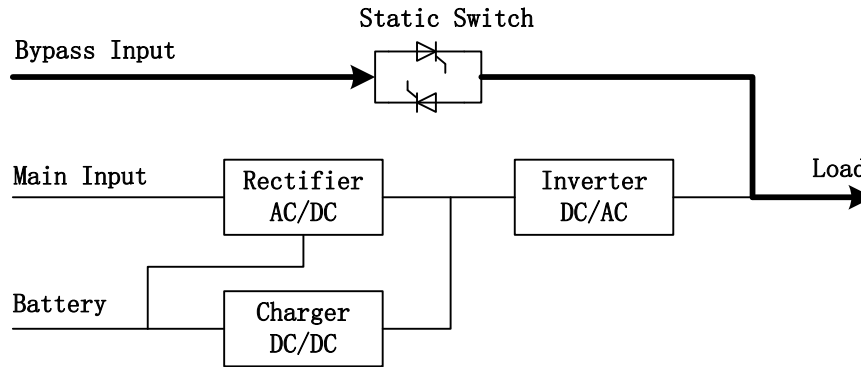 Static Switch
Bypass Input
Main Input
Rectifier
AC/DC
Inverter
DC/AC
Load
Battery
Charger
DC/DC